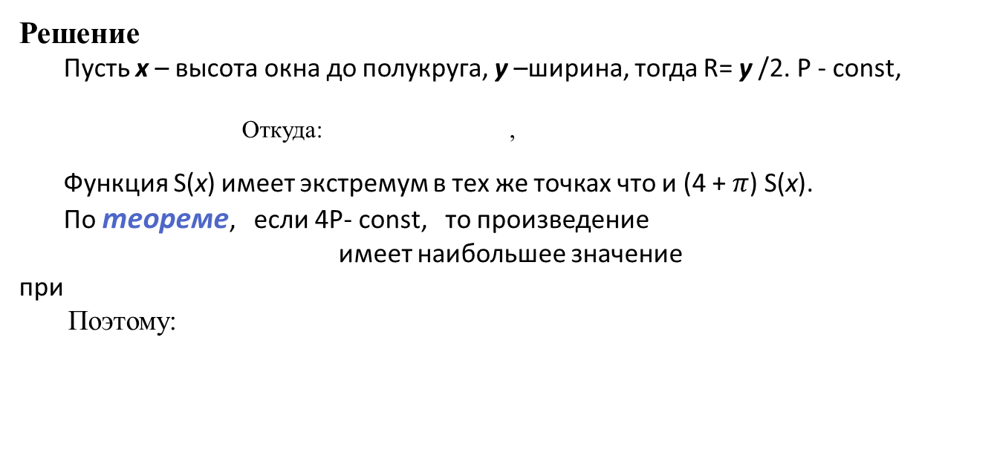 Решение
Пусть x – высота окна до полукруга, y –ширина, тогда R= y /2. P - const,
Откуда: ,
Функция S(x) имеет экстремум в тех же точках что и (4 + 𝜋) S(x).
По теореме, если 4P- const, то произведение
имеет наибольшее значение
при
Поэтому: